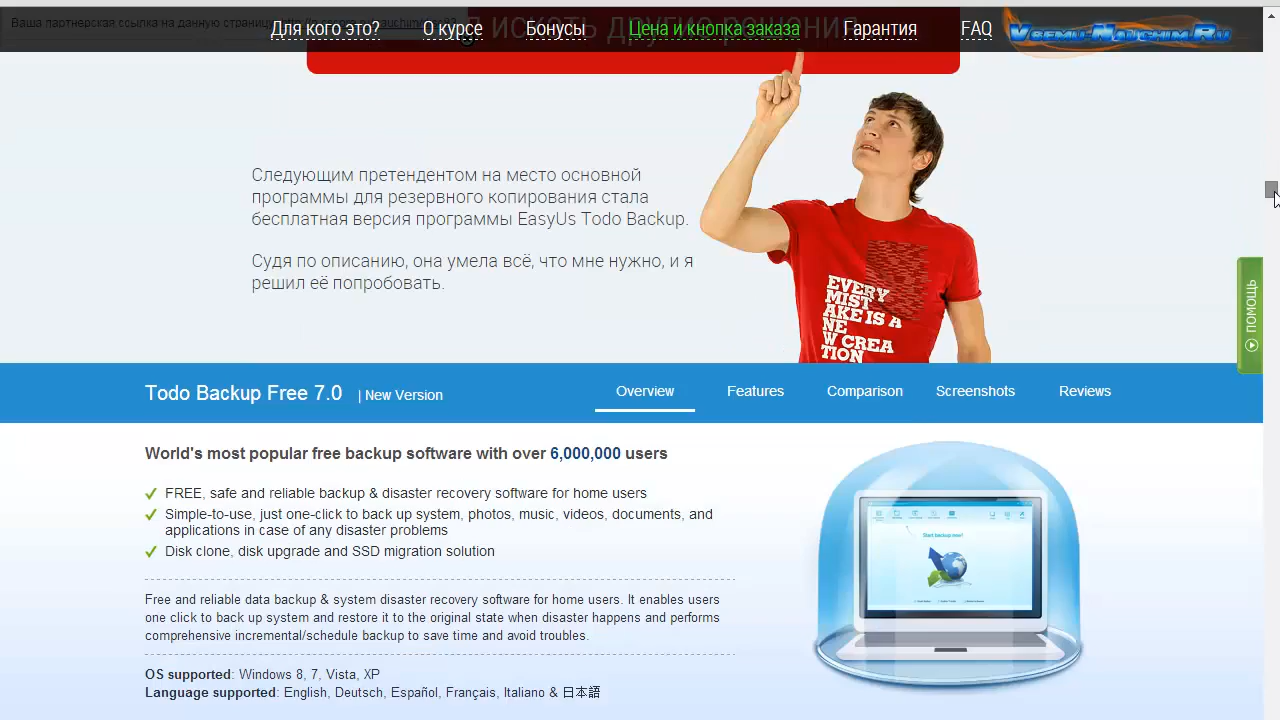 Ваша партнерская ссылка на данную страницу
искать другие решения
Для кого это? О курсе Бонусы Цена и кнопка заказа Гарантия FAQ
Vsemu-Nauchim.Ru
Следующим претендентом на место основной
программы для резервного копирования стала
бесплатная версия программы EasyUs Todo Backup.
Судя по описанию, она умела всё, что мне нужно, и я
решил её попробовать.
EVERY
MIST
AKE IS A
NE
W CREA
TION
ПОМОЩЬ
Todo Backup Free 7.0 | New Version
Overview Features Comparison Screenshots Reviews
World's most popular free backup software with over 6,000,000 users
FREE, safe and reliable backup & disaster recovery software for home users
Simple-to-use, just one click to back up system, photos, music, videos, documents, and
applications in case of any disaster problems
Disk clone, disk upgrade and SSD migration solution
Start backup now!
Free and reliable data backup & system disaster recovery software for home users. It enables users
one click to back up system and restore it to the original state when disaster happens and performs
comprehensive incremental/schedule backup to save time and avoid troubles.
OS supported: Windows 8, 7, Vista, XP
Language supported: English, Deutsch, Español, Français, Italiano & 日本語